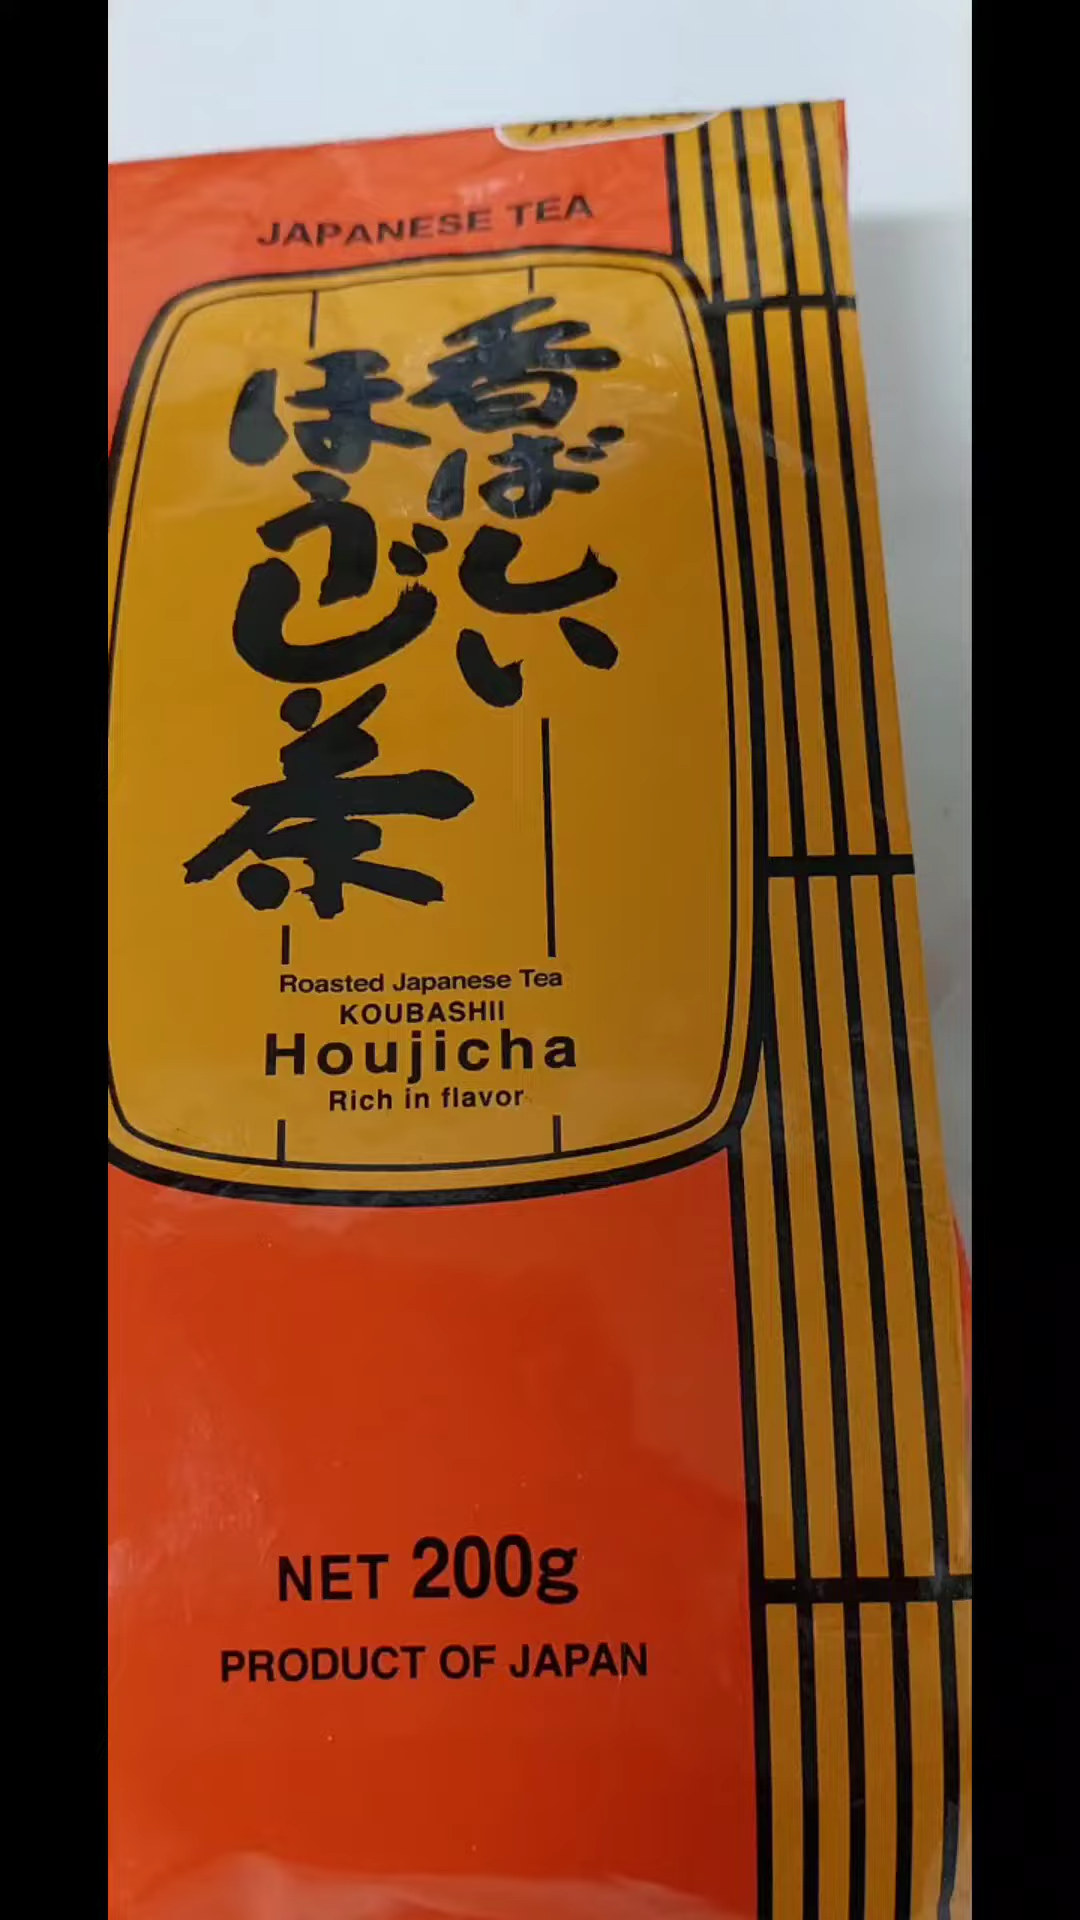 JAPANESE TEA
香ばしい
ほうじ茶
Roasted Japanese Tea
KOUBASHII
Houjicha
Rich in flavor
NET 200g
PRODUCT OF JAPAN